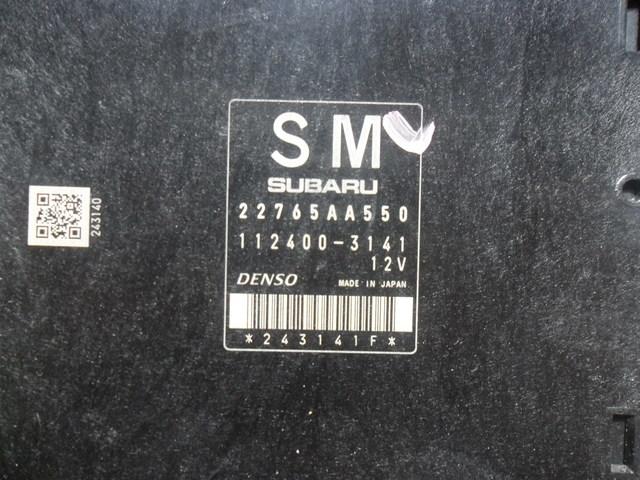 S M
SUBARU
22765AA550
112400-3141
12V
DENSO MADE IN JAPAN
*243141F*
243140